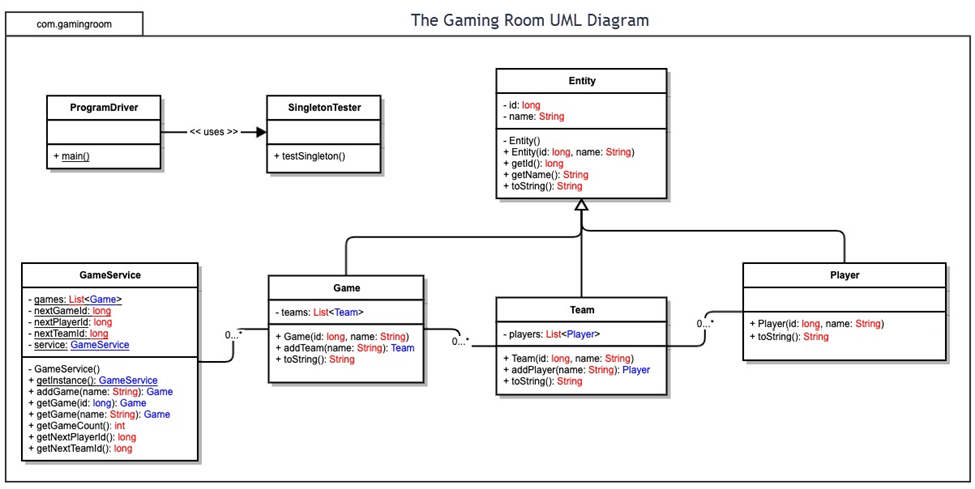 The Gaming Room UML Diagram
com.gamingroom
ProgramDriver
+ main()
<< uses >>
SingletonTester
+ testSingleton()
Entity
- id: long
- name: String
- Entity()
+ Entity(id: long, name: String)
+ getId(): long
+ getName(): String
+ toString(): String
GameService
- games: List<Game>
- nextGameId: long
- nextPlayerId: long
- nextTeamId: long
- service: GameService
- GameService()
+ getInstance(): GameService
+ addGame(name: String): Game
+ getGame(id: long): Game
+ getGame(name: String): Game
+ getGameCount(): int
+ getNextPlayerId(): long
+ getNextTeamId(): long
0...*
Game
- teams: List<Team>
+ Game(id: long, name: String)
+ addTeam(name: String): Team
+ toString(): String
0...*
Team
- players: List<Player>
+ Team(id: long, name: String)
+ addPlayer(name: String): Player
+ toString(): String
0...*
Player
+ Player(id: long, name: String)
+ toString(): String